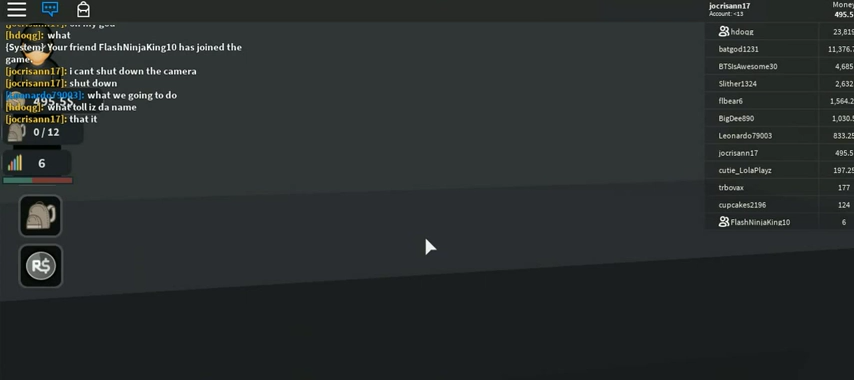 jocrisann17
Account: <13
Money
495.5
[hdoqg]: what
{System} Your friend FlashNinjaKing10 has joined the
game.
[jocrisann17]: i cant shut down the camera
[jocrisann17]: shut down
[Leonardo79003]: what we going to do
[hdoqg]: what toll iz da name
[jocrisann17]: that it
495.5
0 / 12
6
R$
hdoqg 23,819
batgod1231 11,376.
BTSIsAwesome30 4,685
Slither1324 2,632
flbear6 1,564.2
BigDee890 1,030.
Leonardo79003 833.25
jocrisann17 495.5
cutie_LolaPlayz 197.25
trbovax 177
cupcakes2196 124
FlashNinjaKing10 6